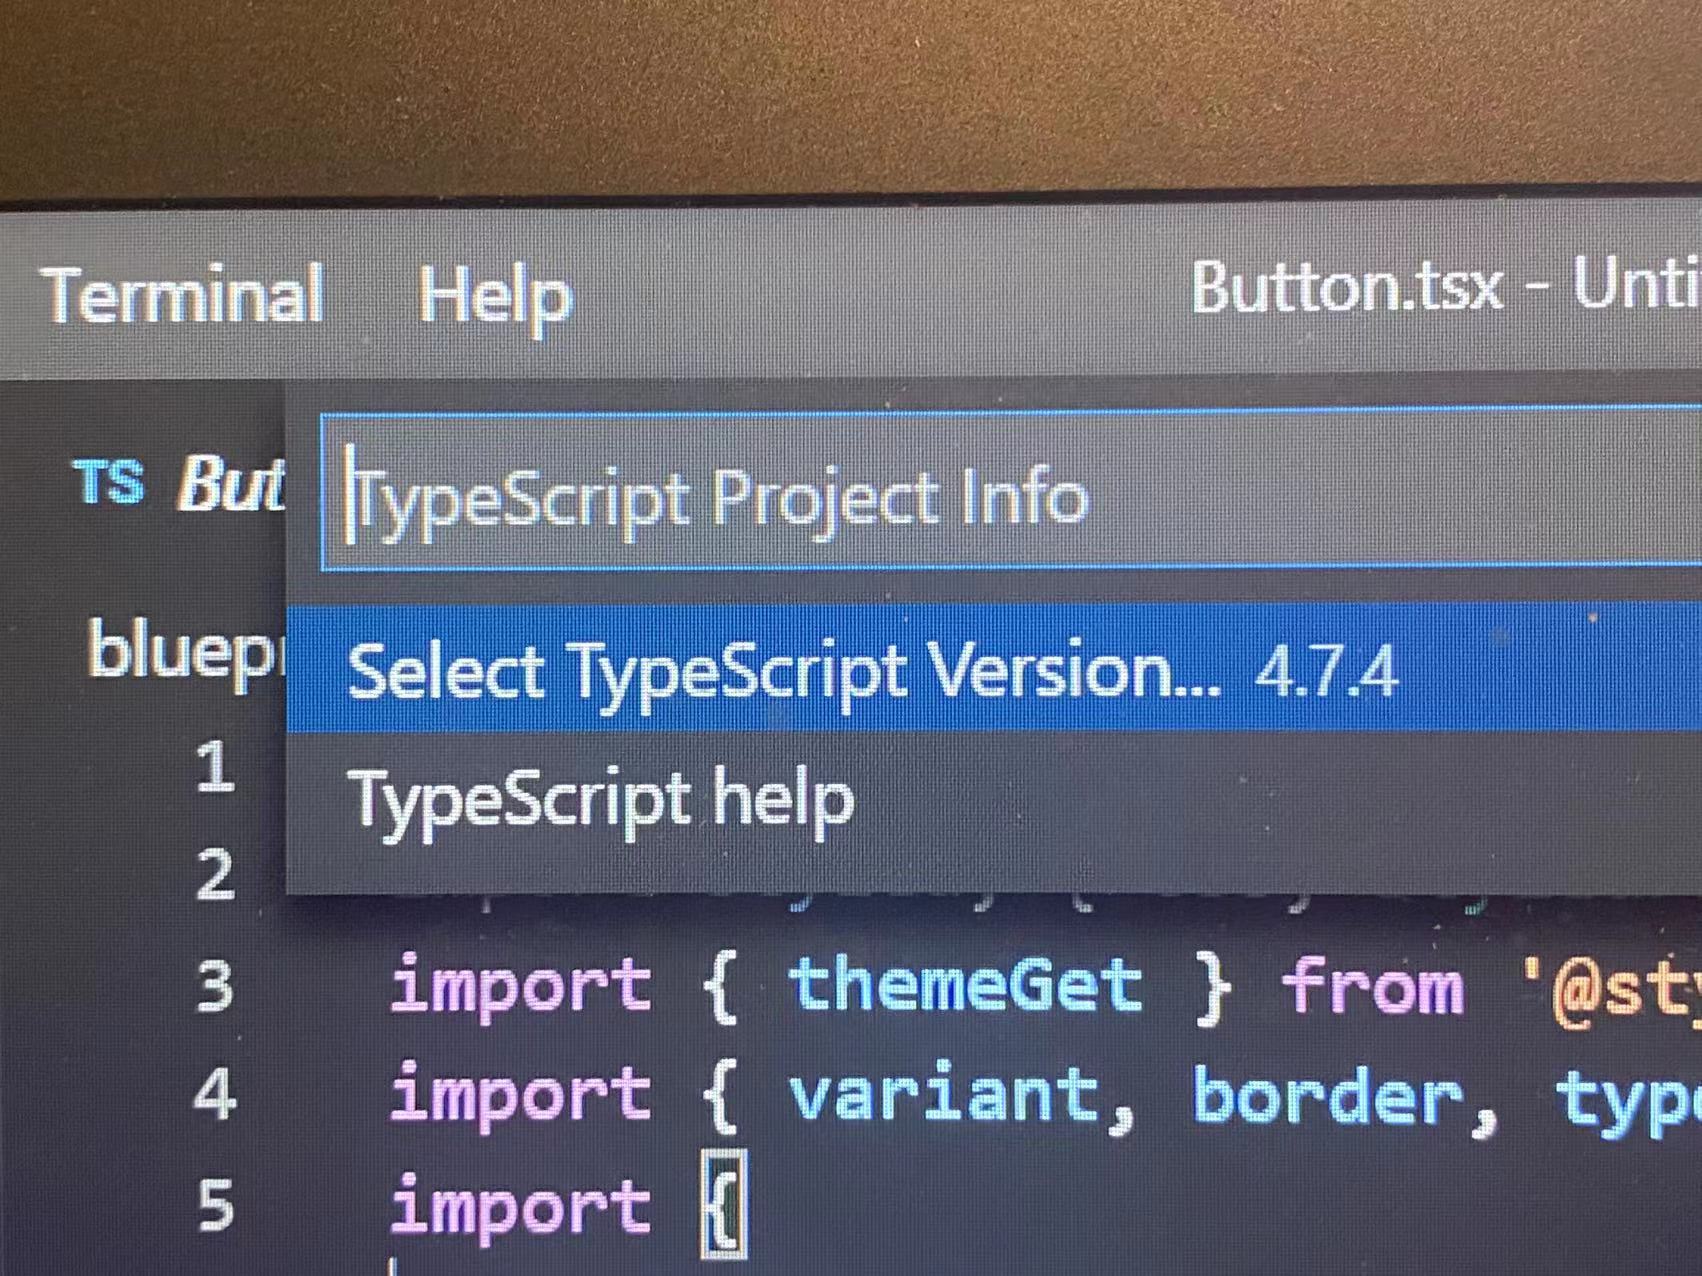 Terminal Help Button.tsx - Unti
TS But
TypeScript Project Info
bluep
Select TypeScript Version... 4.7.4
1
TypeScript help
2
3 import { themeGet } from '@sty
4 import { variant, border, type
5 import {